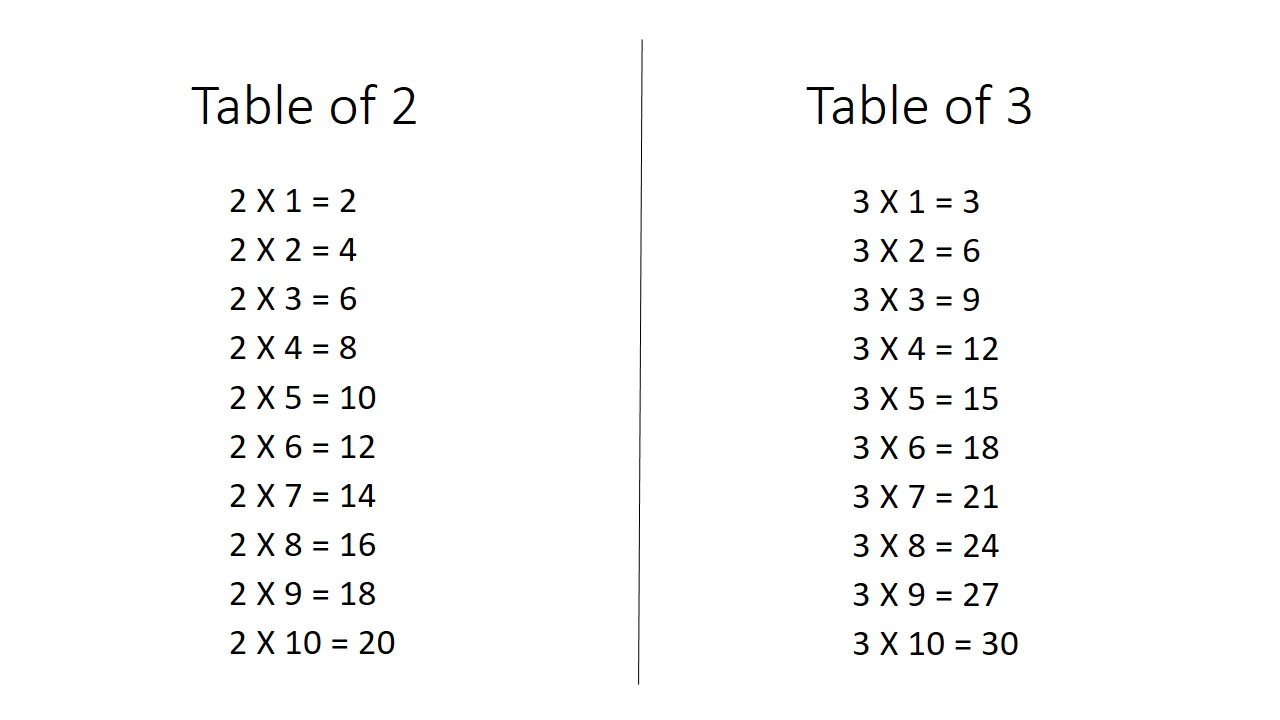 Table of 2
2 X 1 = 2
2 X 2 = 4
2 X 3 = 6
2 X 4 = 8
2 X 5 = 10
2 X 6 = 12
2 X 7 = 14
2 X 8 = 16
2 X 9 = 18
2 X 10 = 20
Table of 3
3 X 1 = 3
3 X 2 = 6
3 X 3 = 9
3 X 4 = 12
3 X 5 = 15
3 X 6 = 18
3 X 7 = 21
3 X 8 = 24
3 X 9 = 27
3 X 10 = 30